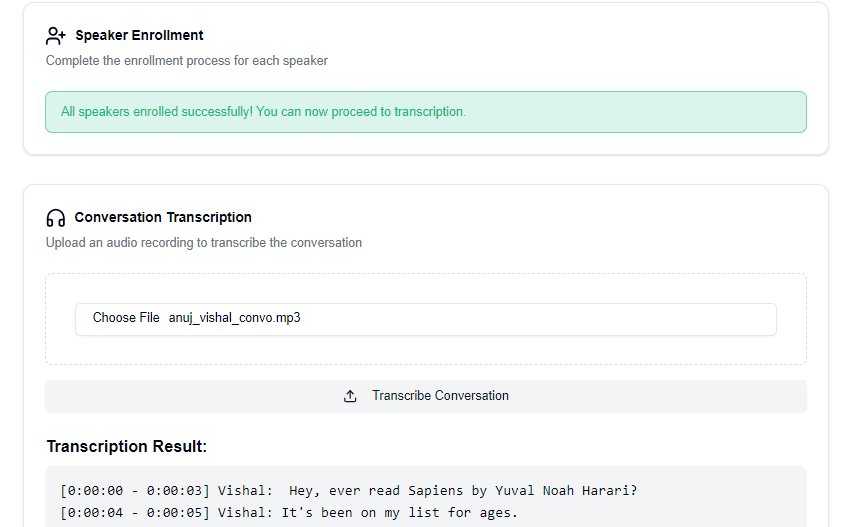 Speaker Enrollment
Complete the enrollment process for each speaker
All speakers enrolled successfully! You can now proceed to transcription.
Conversation Transcription
Upload an audio recording to transcribe the conversation
Choose File anuj_vishal_convo.mp3
Transcribe Conversation
Transcription Result:
[0:00:00 - 0:00:03] Vishal:  Hey, ever read Sapiens by Yuval Noah Harari?
[0:00:04 - 0:00:05] Vishal: It's been on my list for ages.